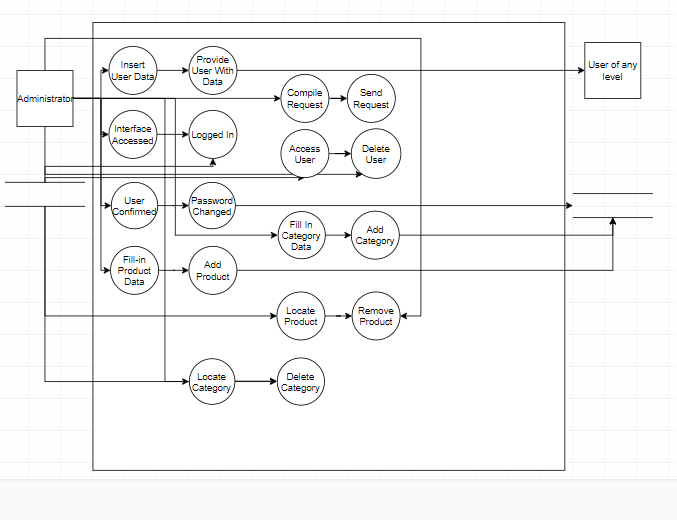 Insert
User Data
Provide
User With
Data
User of any
level
Administrator
Compile
Request
Send
Request
Interface
Accessed
Logged In
Access
User
Delete
User
User
Confirmed
Password
Changed
Fill In
Category
Data
Add
Category
Fill-in
Product
Data
Add
Product
Locate
Product
Remove
Product
Locate
Category
Delete
Category